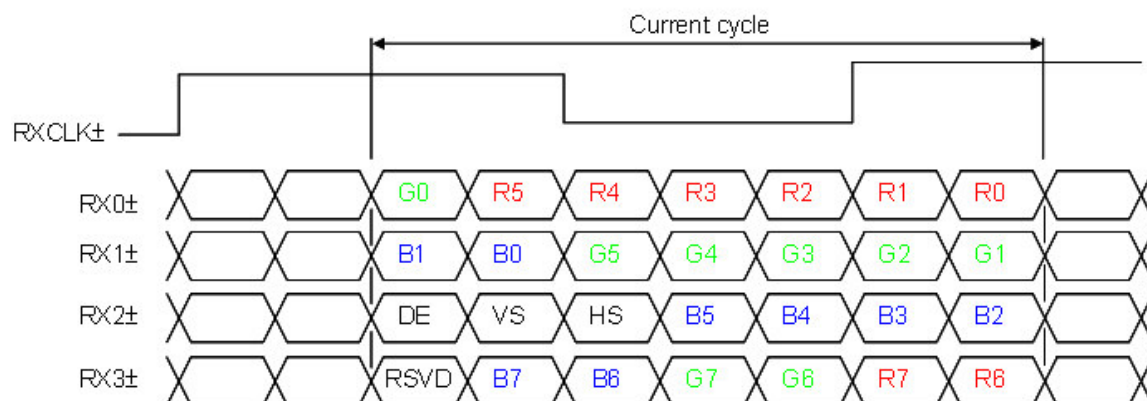 Current cycle
RXCLK±
RX0± G0 R5 R4 R3 R2 R1 R0
RX1± B1 B0 G5 G4 G3 G2 G1
RX2± DE VS HS B5 B4 B3 B2
RX3± RSVD B7 B6 G7 G6 R7 R6